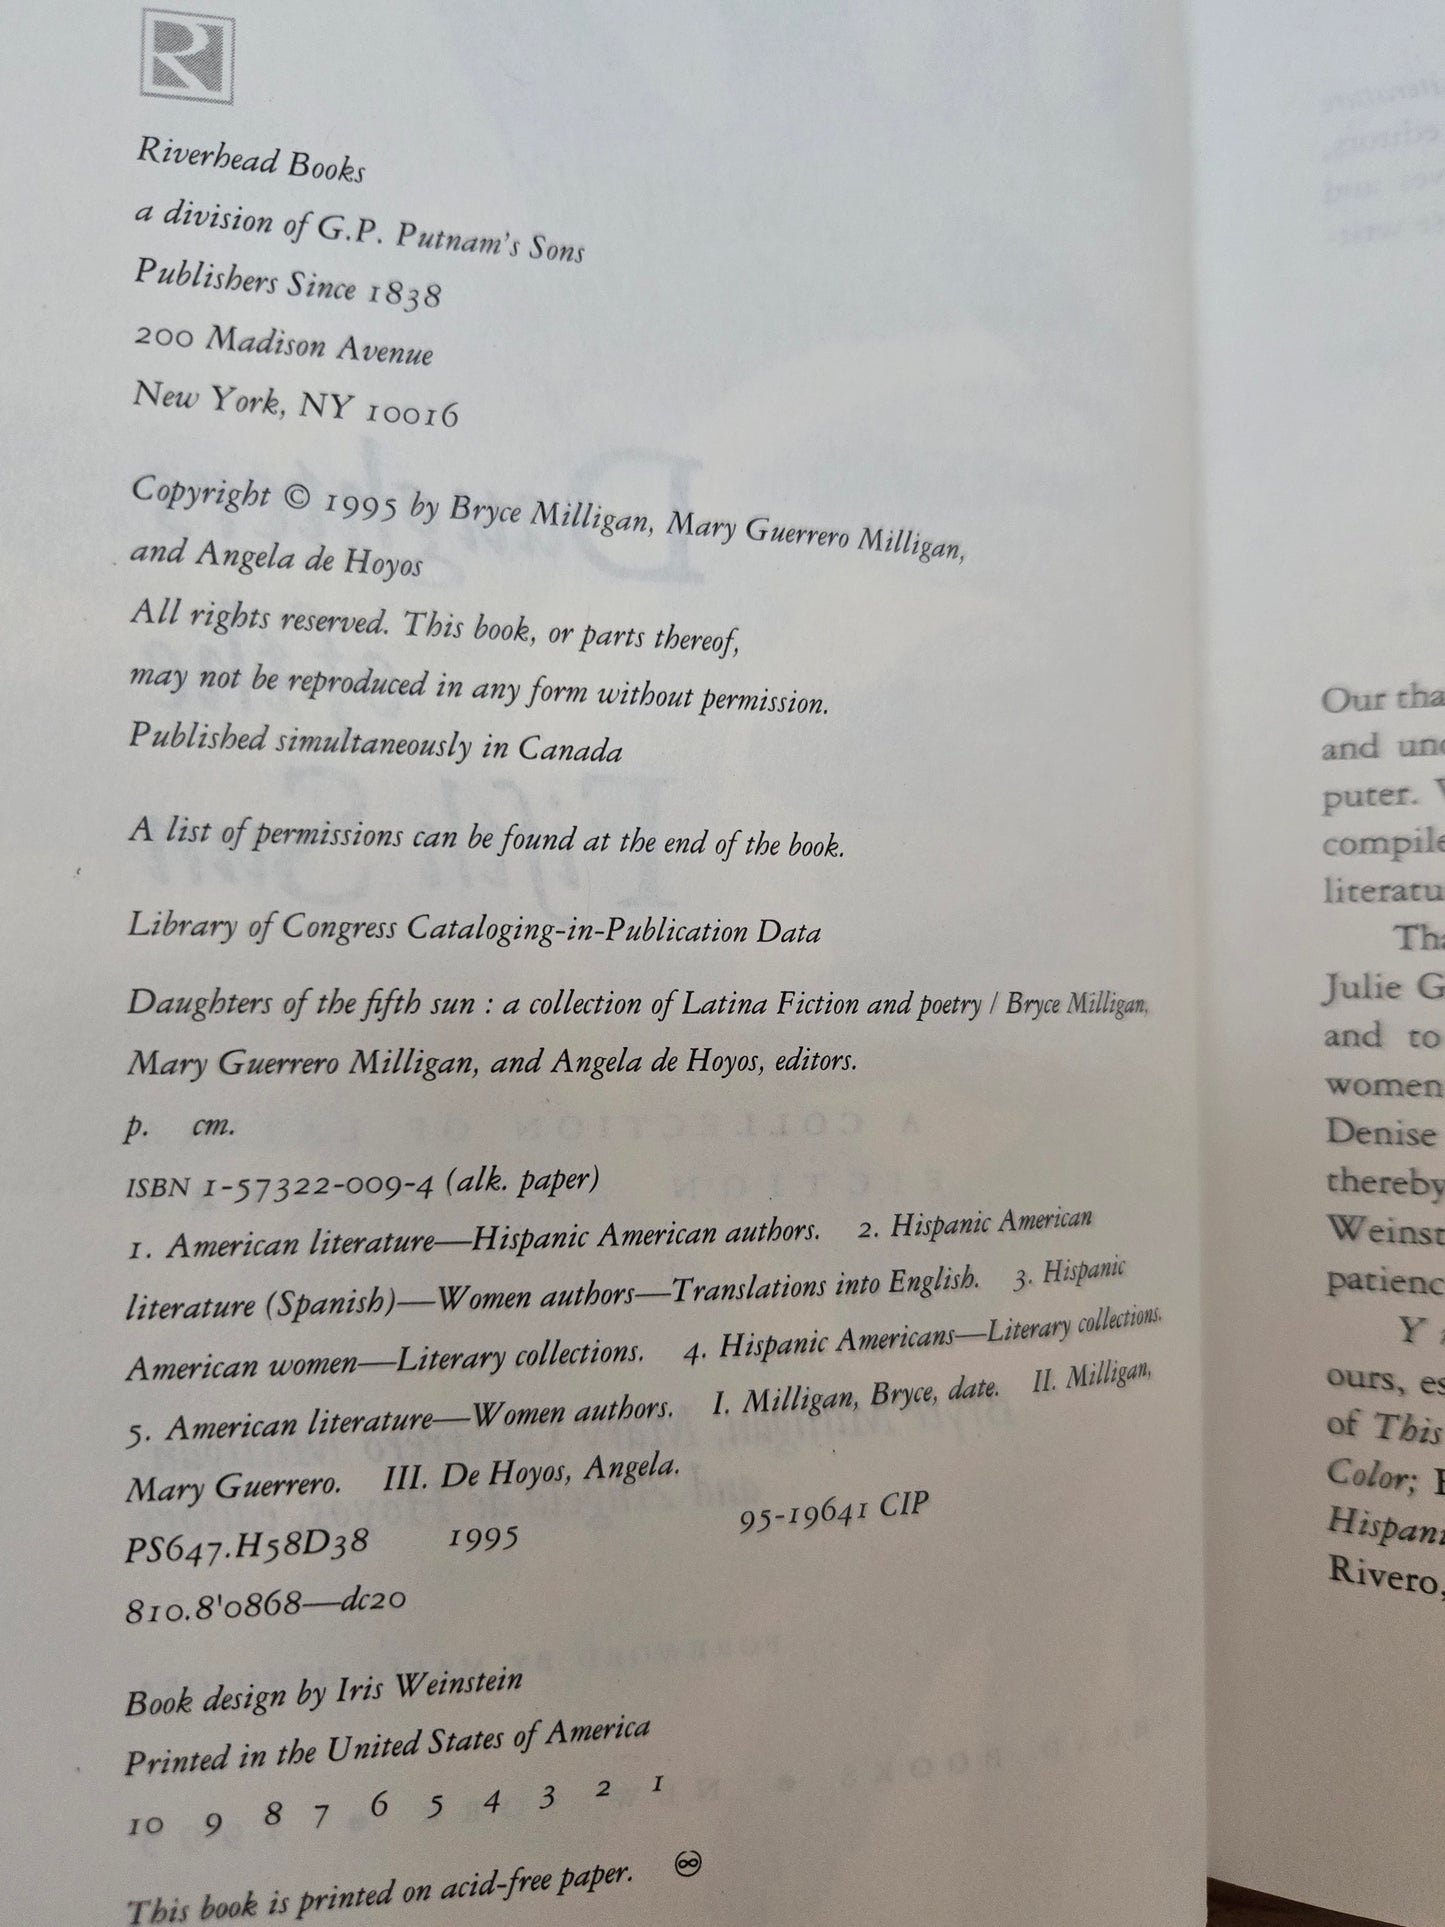 R
Riverhead Books
a division of G.P. Putnam's Sons
Publishers Since 1838
200 Madison Avenue
New York, NY 10016
Copyright © 1995 by Bryce Milligan, Mary Guerrero Milligan,
and Angela de Hoyos
All rights reserved. This book, or parts thereof,
may not be reproduced in any form without permission.
Published simultaneously in Canada
A list of permissions can be found at the end of the book.
Library of Congress Cataloging-in-Publication Data
Daughters of the fifth sun : a collection of Latina Fiction and poetry / Bryce Milligan,
Mary Guerrero Milligan, and Angela de Hoyos, editors.
p. cm.
ISBN 1-57322-009-4 (alk. paper)
1. American literature—Hispanic American authors. 2. Hispanic American
literature (Spanish)—Women authors—Translations into English. 3. Hispanic
American women—Literary collections. 4. Hispanic Americans—Literary collections.
5. American literature—Women authors. I. Milligan, Bryce, date. II. Milligan,
Mary Guerrero. III. De Hoyos, Angela.
PS647.H58D38 1995 95-19641 CIP
810.8'0868—dc20
Book design by Iris Weinstein
Printed in the United States of America
10 9 8 7 6 5 4 3 2 1
This book is printed on acid-free paper. ♾
Our tha
and und
puter.
compile
literatu
Tha
Julie G
and to
women
Denise
thereby
Weinst
patienc
Y
ours, es
of This
Color;
Hispani
Rivero,